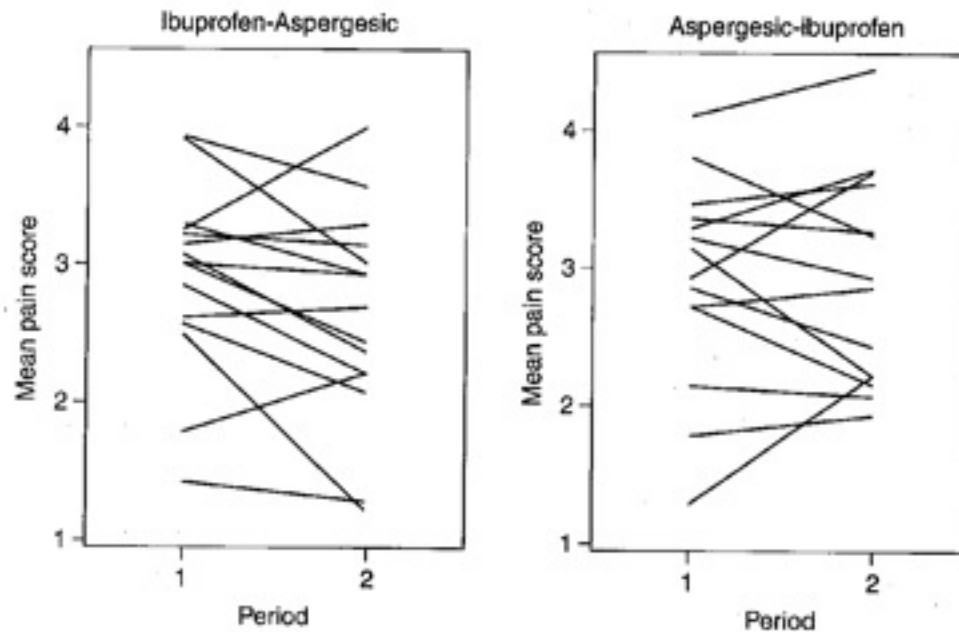 Ibuprofen-Aspergesic
Mean pain score
4
3
2
1
1
2
Period
Aspergesic-Ibuprofen
Mean pain score
4
3
2
1
1
2
Period